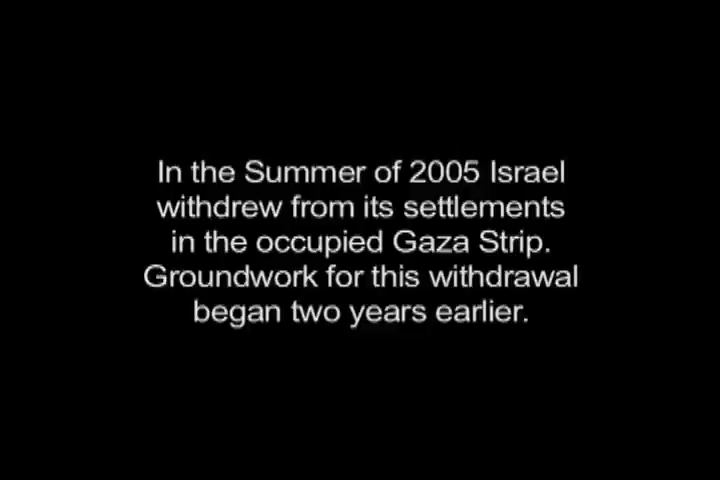 In the Summer of 2005 Israel
withdrew from its settlements
in the occupied Gaza Strip.
Groundwork for this withdrawal
began two years earlier.